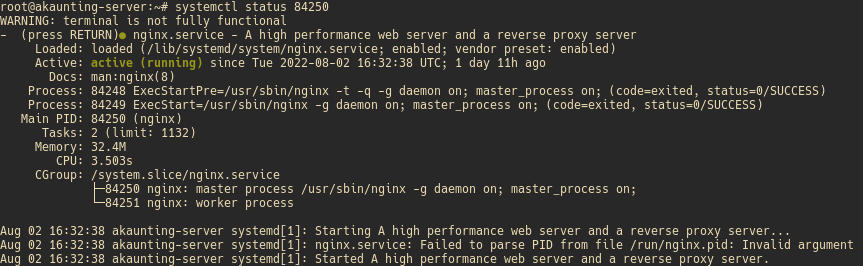 root@akaunting-server:~# systemctl status 84250
WARNING: terminal is not fully functional
-  (press RETURN)● nginx.service - A high performance web server and a reverse proxy server
     Loaded: loaded (/lib/systemd/system/nginx.service; enabled; vendor preset: enabled)
     Active: active (running) since Tue 2022-08-02 16:32:38 UTC; 1 day 11h ago
       Docs: man:nginx(8)
    Process: 84248 ExecStartPre=/usr/sbin/nginx -t -q -g daemon on; master_process on; (code=exited, status=0/SUCCESS)
    Process: 84249 ExecStart=/usr/sbin/nginx -g daemon on; master_process on; (code=exited, status=0/SUCCESS)
   Main PID: 84250 (nginx)
      Tasks: 2 (limit: 1132)
     Memory: 32.4M
        CPU: 3.503s
     CGroup: /system.slice/nginx.service
             ├─84250 nginx: master process /usr/sbin/nginx -g daemon on; master_process on;
             └─84251 nginx: worker process

Aug 02 16:32:38 akaunting-server systemd[1]: Starting A high performance web server and a reverse proxy server...
Aug 02 16:32:38 akaunting-server systemd[1]: nginx.service: Failed to parse PID from file /run/nginx.pid: Invalid argument
Aug 02 16:32:38 akaunting-server systemd[1]: Started A high performance web server and a reverse proxy server.